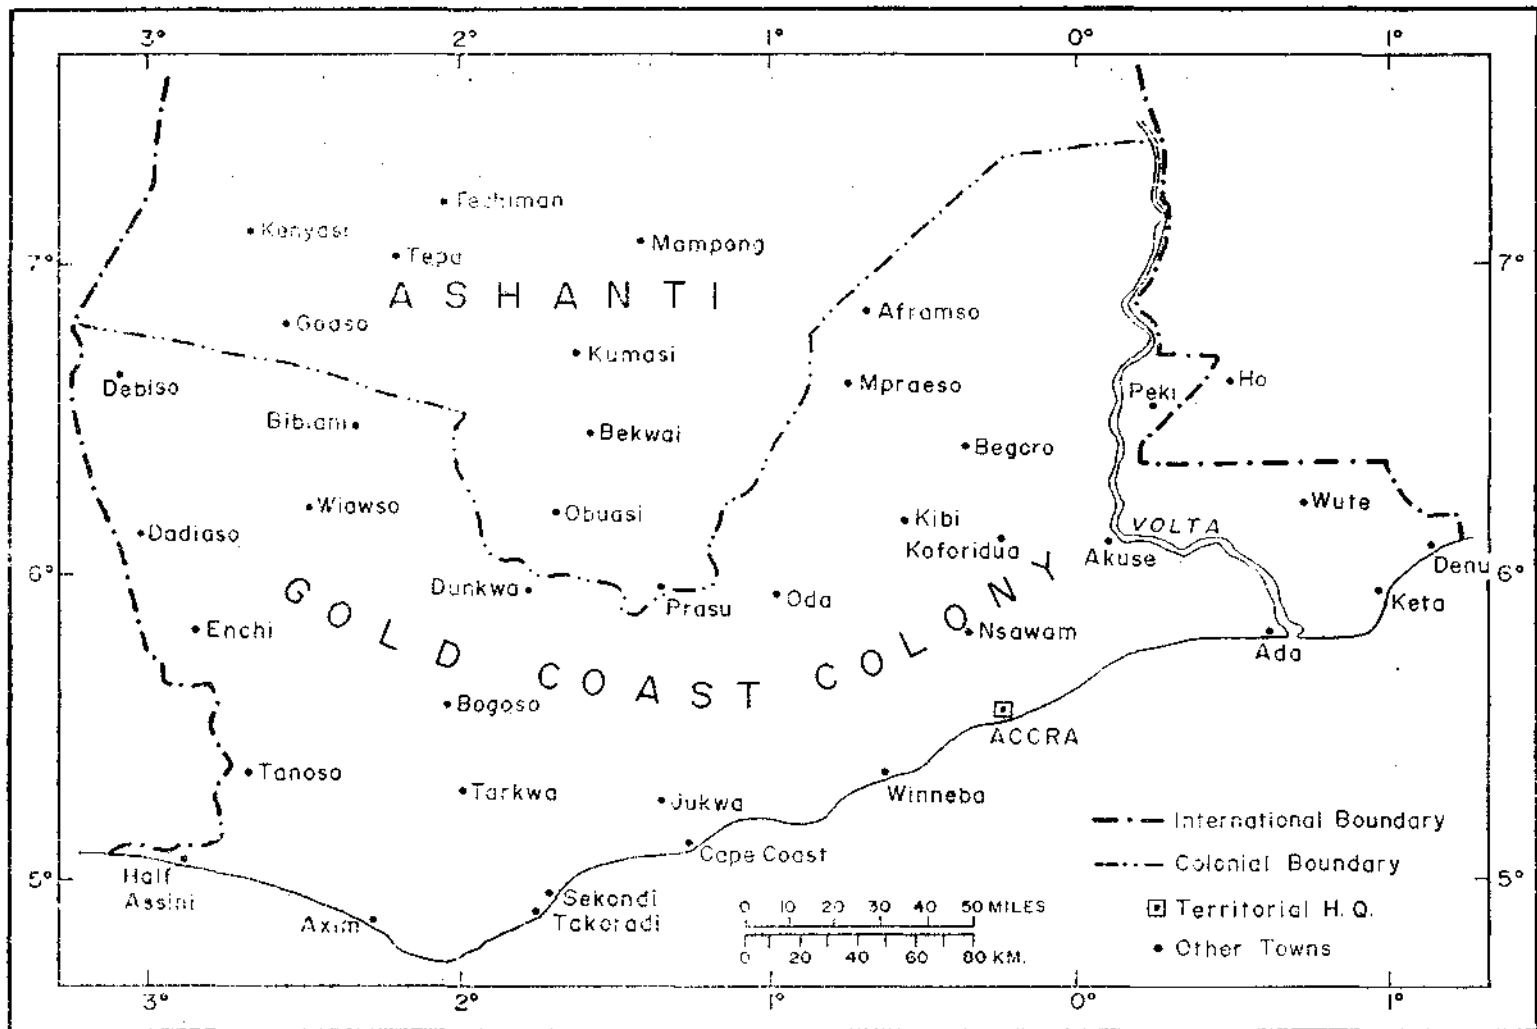 3° 2° 1° 0° 1°
Techiman
Kenyasi
Tepa
Mampong
7° 7°
ASHANTI
Goaso
Aframso
Kumasi
Debiso
Mpraeso
Peki
Ho
Bibiani
Bekwai
Begoro
Wiawso
Obuasi
Kibi
Wute
Dadiaso
Koforidua
VOLTA
Akuse
Denu
6° 6°
Dunkwa
Prasu
Oda
Keta
GOLD COAST COLONY
Enchi
Nsawam
Ada
Bogoso
ACCRA
Tanoso
Tarkwa
Jukwa
Winneba
International Boundary
Cape Coast
Colonial Boundary
5° 5°
Half
Assini
Sekondi
Takoradi
Axim
0 10 20 30 40 50 MILES
0 20 40 60 80 KM.
Territorial H.Q.
Other Towns
3° 2° 1° 0° 1°